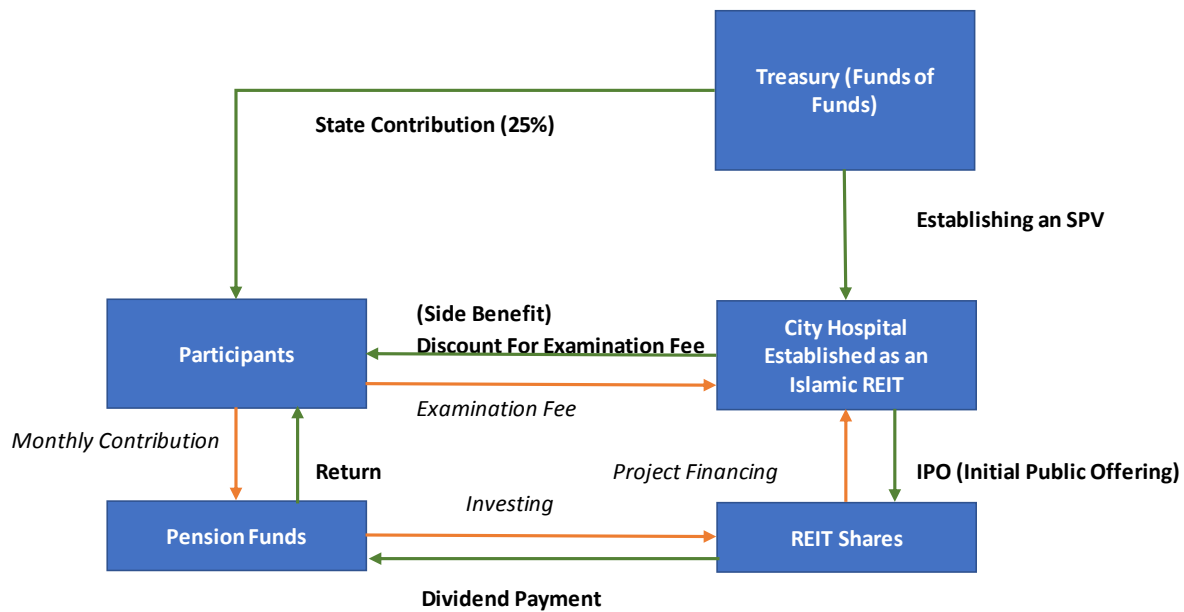 Treasury (Funds of
Funds)
State Contribution (25%)
Establishing an SPV
Participants
(Side Benefit)
Discount For Examination Fee
City Hospital
Established as an
Islamic REIT
Examination Fee
Monthly Contribution
Return
Project Financing
IPO (Initial Public Offering)
Investing
Pension Funds
REIT Shares
Dividend Payment